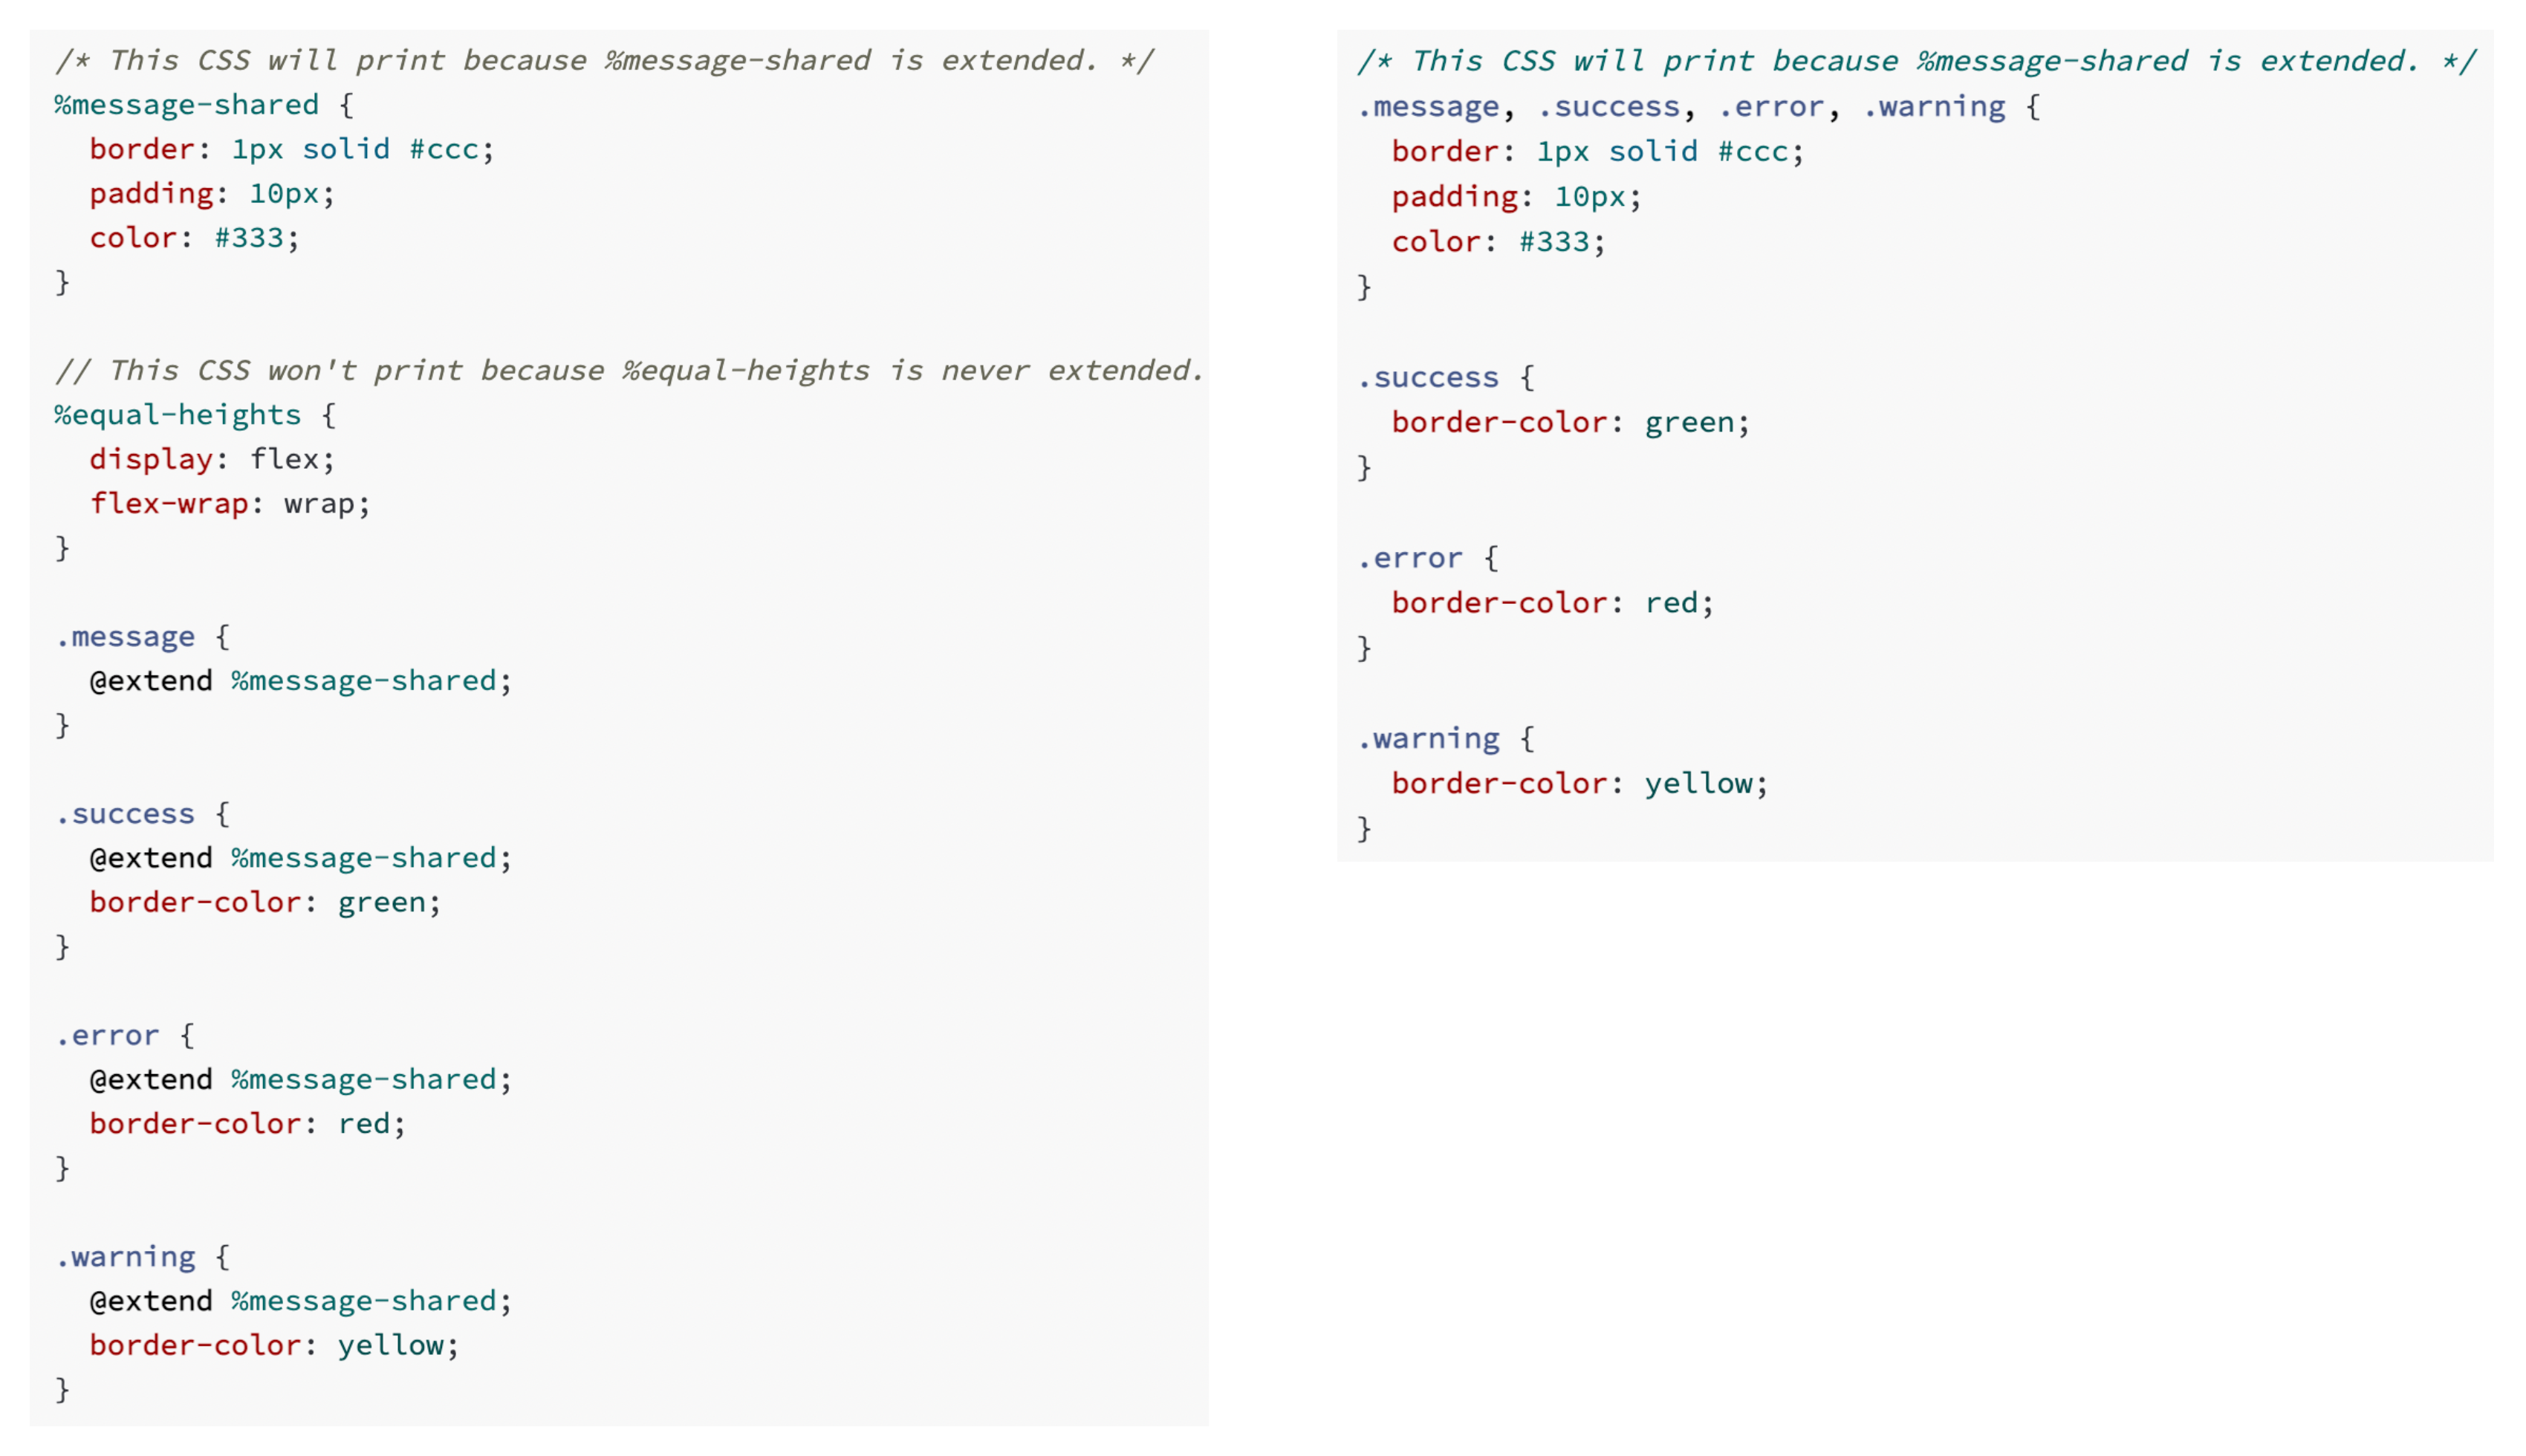 /* This CSS will print because %message-shared is extended. */
%message-shared {
  border: 1px solid #ccc;
  padding: 10px;
  color: #333;
}

// This CSS won't print because %equal-heights is never extended.
%equal-heights {
  display: flex;
  flex-wrap: wrap;
}

.message {
  @extend %message-shared;
}

.success {
  @extend %message-shared;
  border-color: green;
}

.error {
  @extend %message-shared;
  border-color: red;
}

.warning {
  @extend %message-shared;
  border-color: yellow;
}

/* This CSS will print because %message-shared is extended. */
.message, .success, .error, .warning {
  border: 1px solid #ccc;
  padding: 10px;
  color: #333;
}

.success {
  border-color: green;
}

.error {
  border-color: red;
}

.warning {
  border-color: yellow;
}